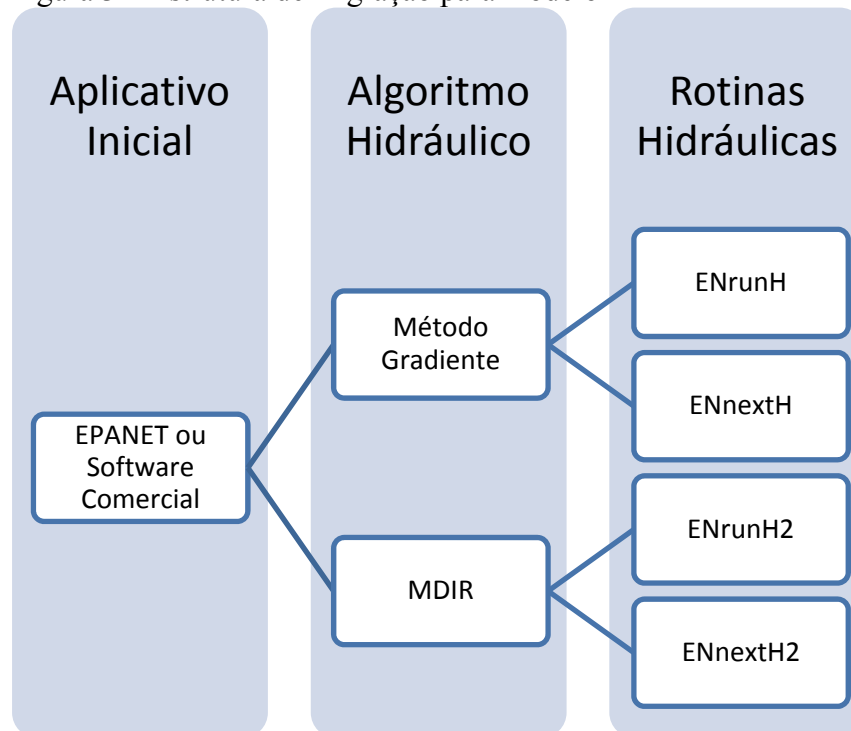 Aplicativo
Inicial
Algoritmo
Hidráulico
Rotinas
Hidráulicas
EPANET ou
Software
Comercial
Método
Gradiente
MDIR
ENrunH
ENnextH
ENrunH2
ENnextH2